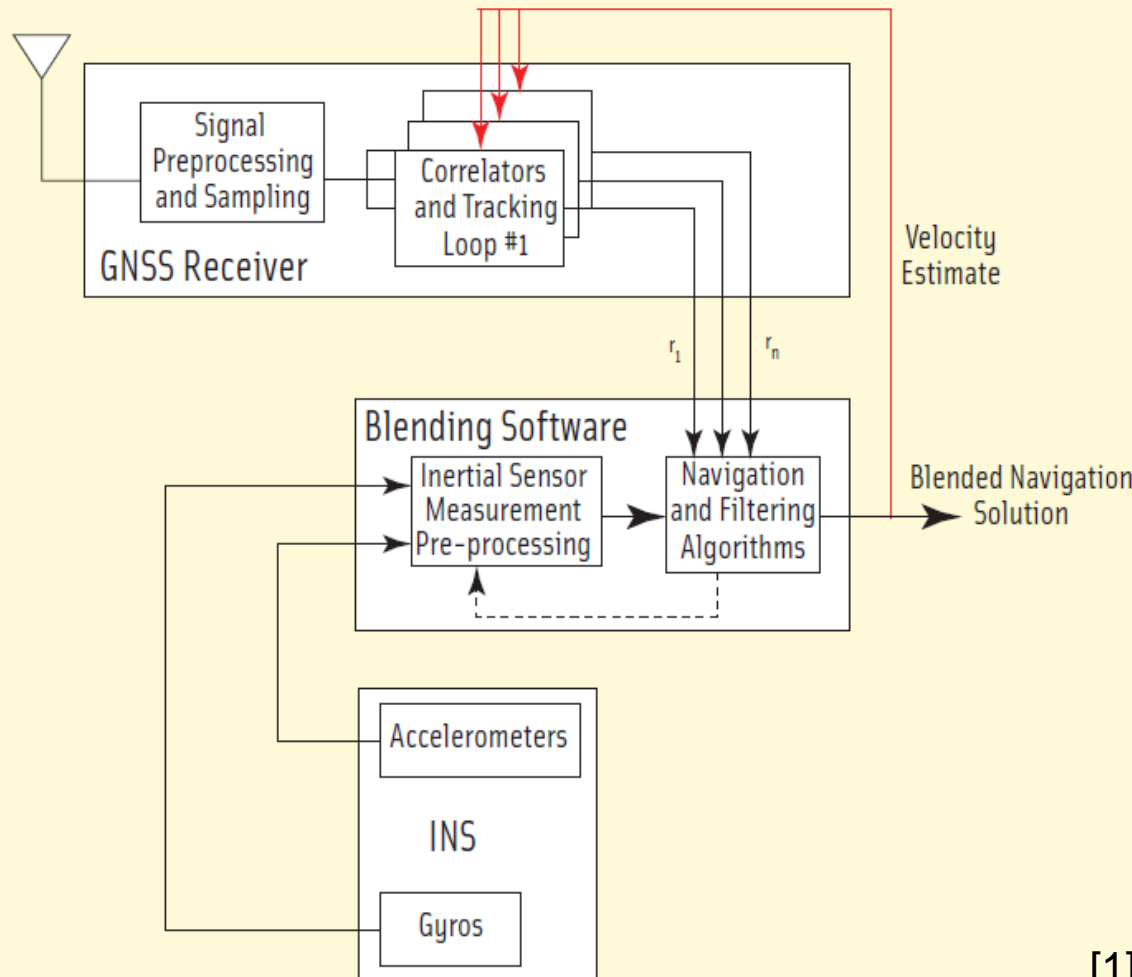 Signal
Preprocessing
and Sampling
Correlators
and Tracking
Loop #1
GNSS Receiver
Velocity
Estimate
r1
rn
Blending Software
Inertial Sensor
Measurement
Pre-processing
Navigation
and Filtering
Algorithms
Blended Navigation
Solution
Accelerometers
INS
Gyros
[1]